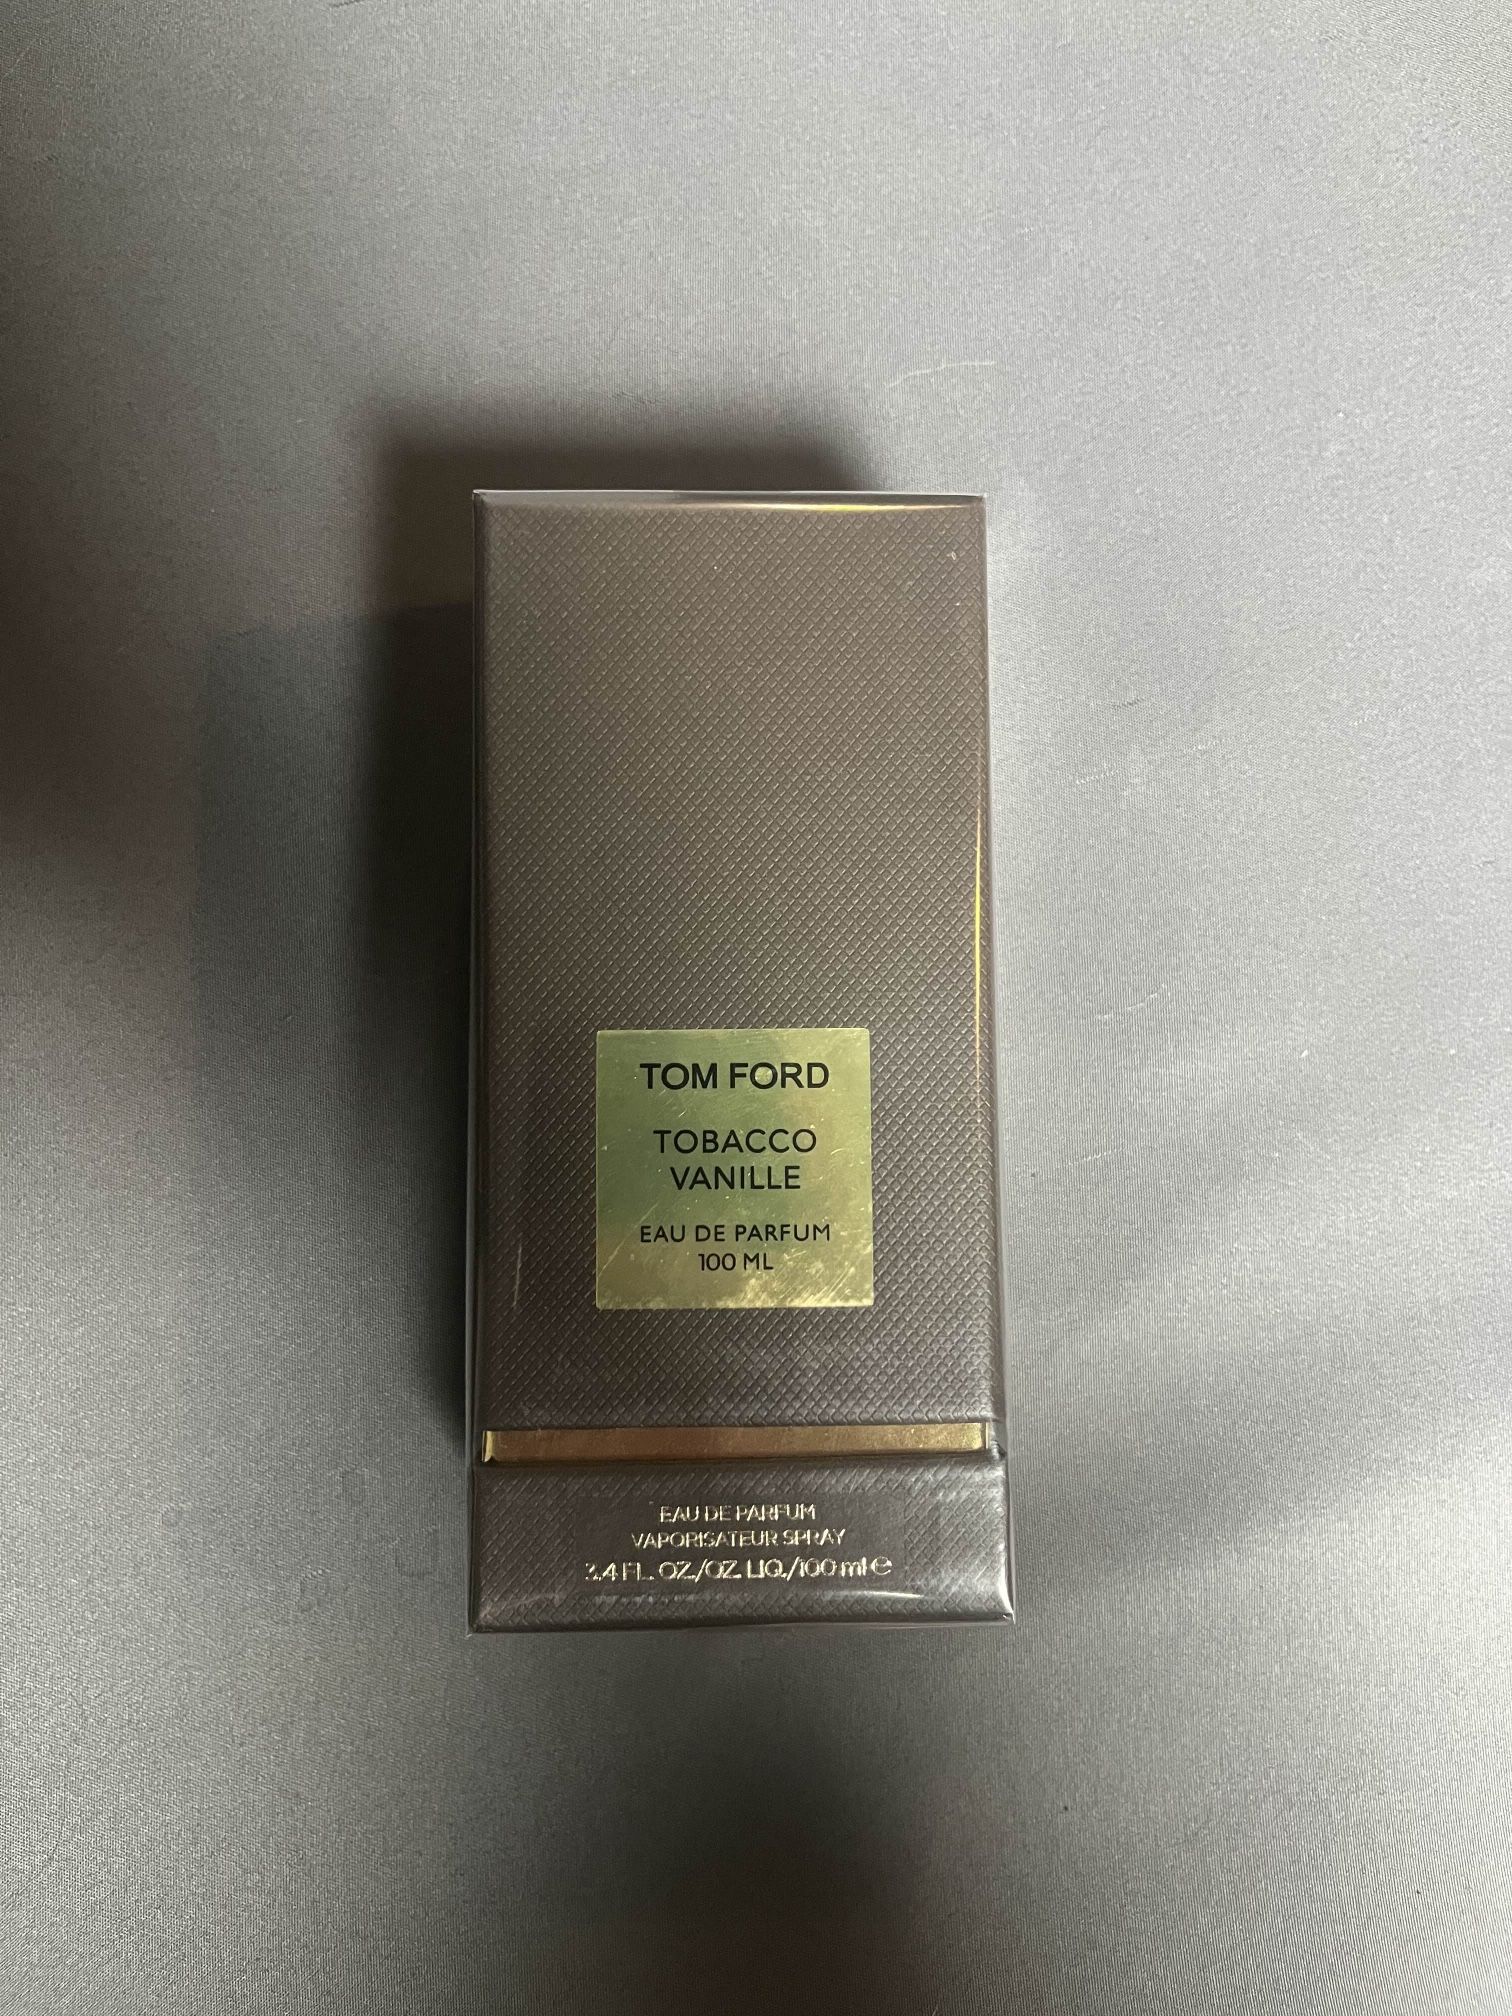 TOM FORD
TOBACCO
VANILLE
EAU DE PARFUM
100 ML
EAU DE PARFUM
VAPORISATEUR SPRAY
3.4 FL. OZ./OZ. LIQ./100 ml ℮